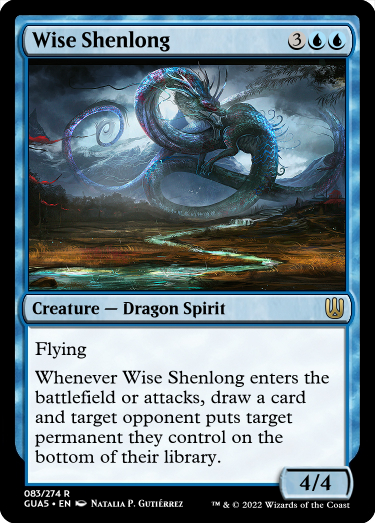 Wise Shenlong 3
Creature — Dragon Spirit
Flying
Whenever Wise Shenlong enters the
battlefield or attacks, draw a card
and target opponent puts target
permanent they control on the
bottom of their library.
4/4
083/274 R
GUA5 • EN Natalia P. Gutiérrez ™ & © 2022 Wizards of the Coast